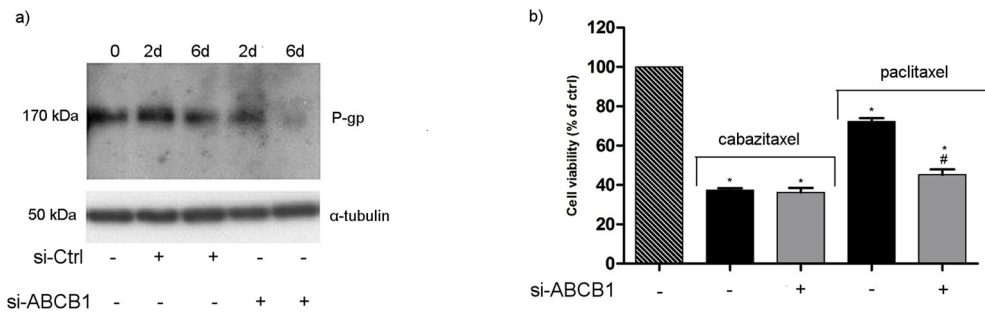 a)
0 2d 6d 2d 6d
170 kDa P-gp
50 kDa α-tubulin
si-Ctrl - + + - -
si-ABCB1 - - - + +
b)
Cell viability (% of ctrl)
120
100
80
60
40
20
0
cabazitaxel
paclitaxel
* * * *
#
si-ABCB1 - - + - +